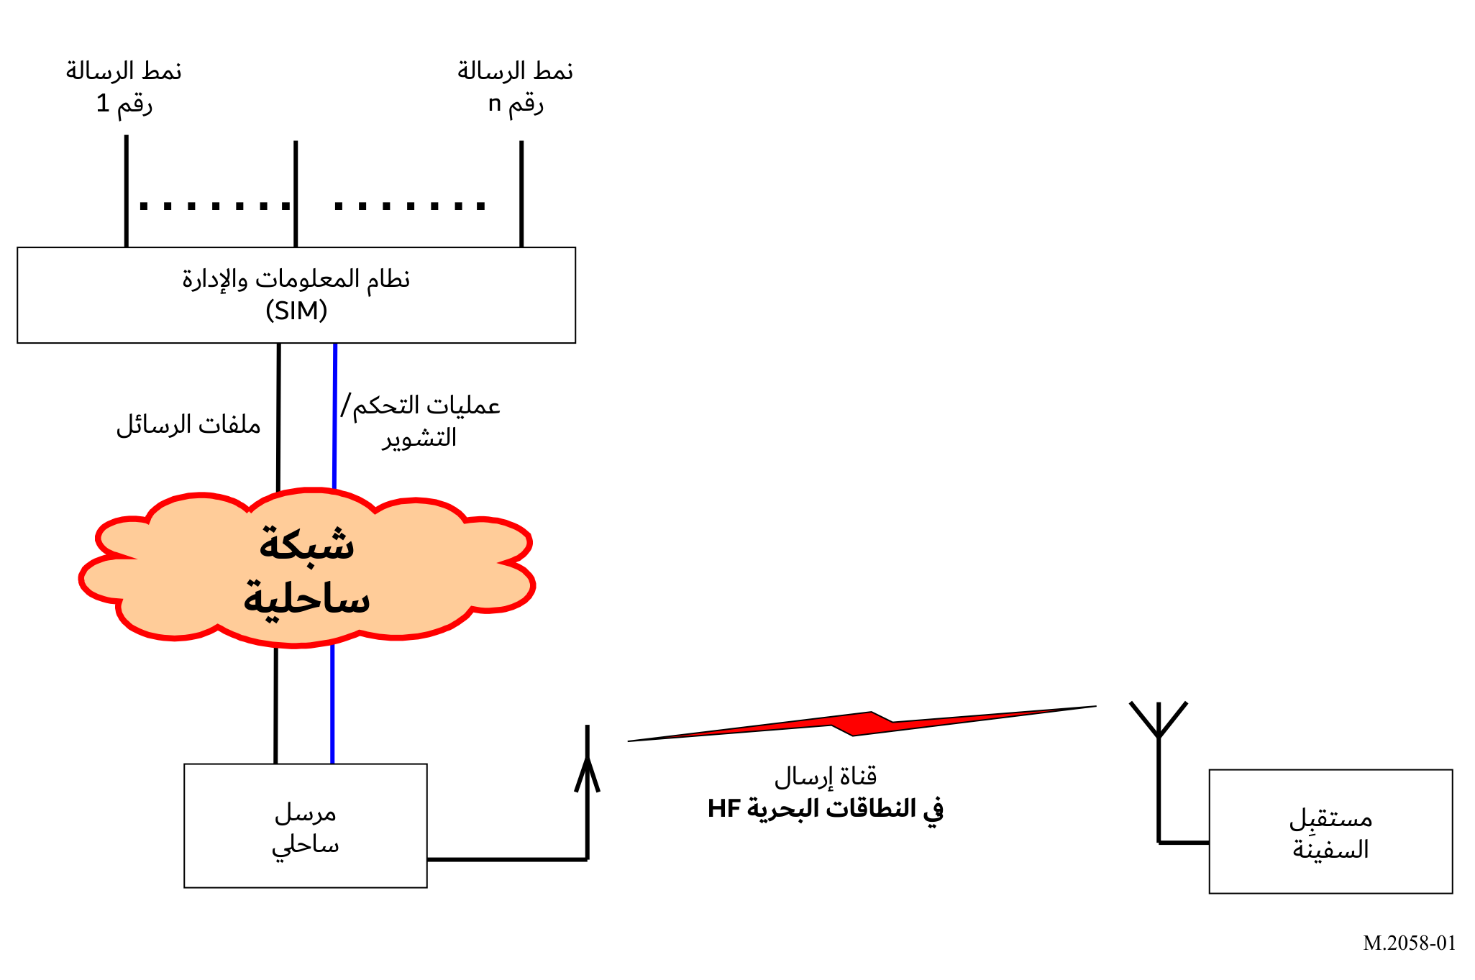 نمط الرسالة
رقم 1
نمط الرسالة
رقم n
نطام المعلومات والإدارة
(SIM)
ملفات الرسائل
عمليات التحكم/
التشوير
شبكة
ساحلية
مرسل
ساحلي
قناة إرسال
في النطاقات البحرية HF
مستقبِل
السفينة
M.2058-01